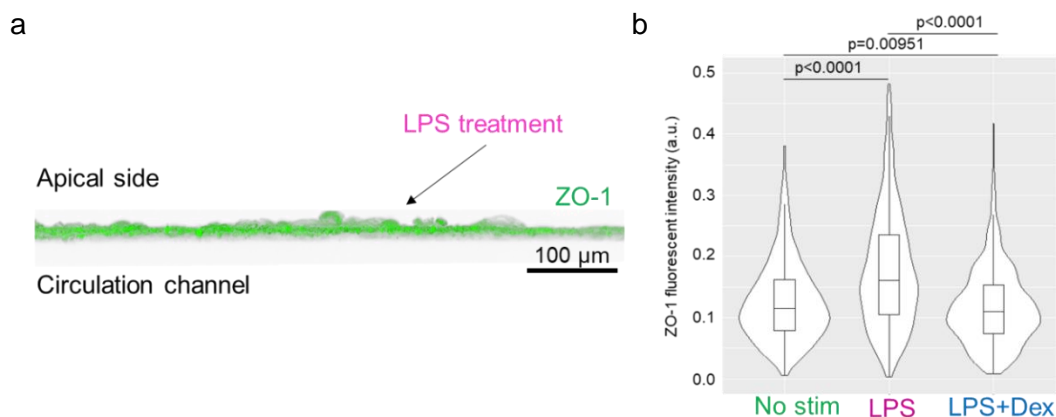 a
LPS treatment
Apical side
ZO-1
100 µm
Circulation channel
b
p<0.0001
p=0.00951
p<0.0001
0.5
0.4
0.3
0.2
0.1
0.0
ZO-1 fluorescent intensity (a.u.)
No stim
LPS
LPS+Dex